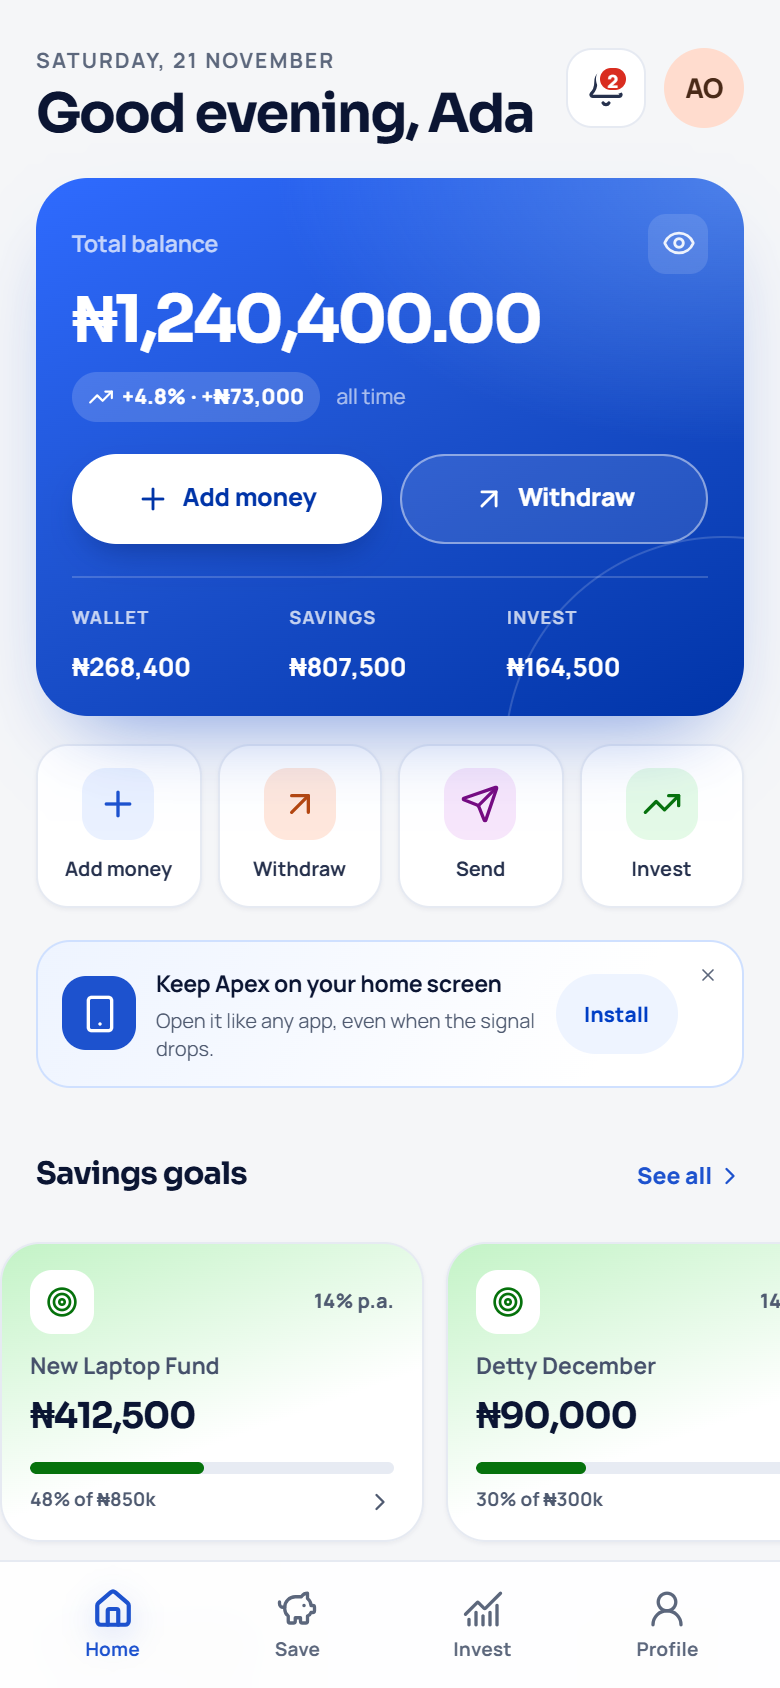 SATURDAY, 21 NOVEMBER
Good evening, Ada
2
AO
Total balance
₦1,240,400.00
+4.8% · +₦73,000 all time
Add money
Withdraw
WALLET
SAVINGS
INVEST
₦268,400
₦807,500
₦164,500
Add money
Withdraw
Send
Invest
Keep Apex on your home screen
Open it like any app, even when the signal
drops.
Install
Savings goals
See all
14% p.a.
New Laptop Fund
₦412,500
48% of ₦850k
14
Detty December
₦90,000
30% of ₦300k
Home
Save
Invest
Profile